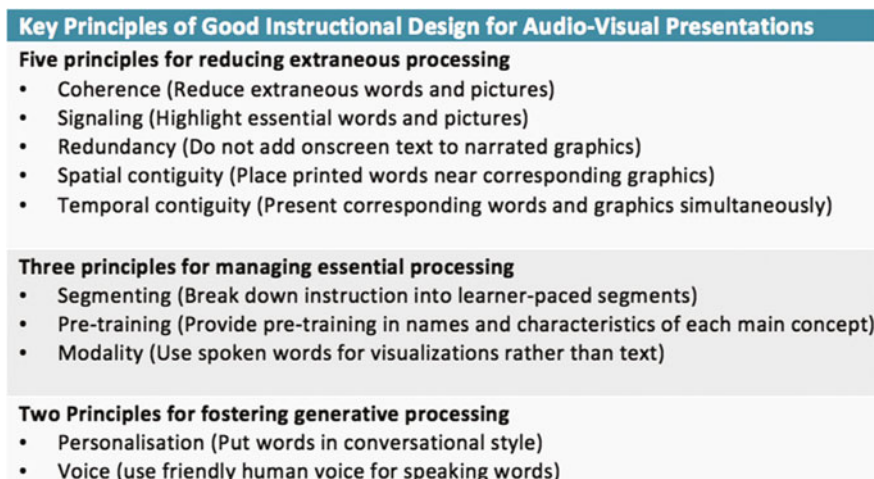 Key Principles of Good Instructional Design for Audio-Visual Presentations
Five principles for reducing extraneous processing
• Coherence (Reduce extraneous words and pictures)
• Signaling (Highlight essential words and pictures)
• Redundancy (Do not add onscreen text to narrated graphics)
• Spatial contiguity (Place printed words near corresponding graphics)
• Temporal contiguity (Present corresponding words and graphics simultaneously)
Three principles for managing essential processing
• Segmenting (Break down instruction into learner-paced segments)
• Pre-training (Provide pre-training in names and characteristics of each main concept)
• Modality (Use spoken words for visualizations rather than text)
Two Principles for fostering generative processing
• Personalisation (Put words in conversational style)
• Voice (use friendly human voice for speaking words)